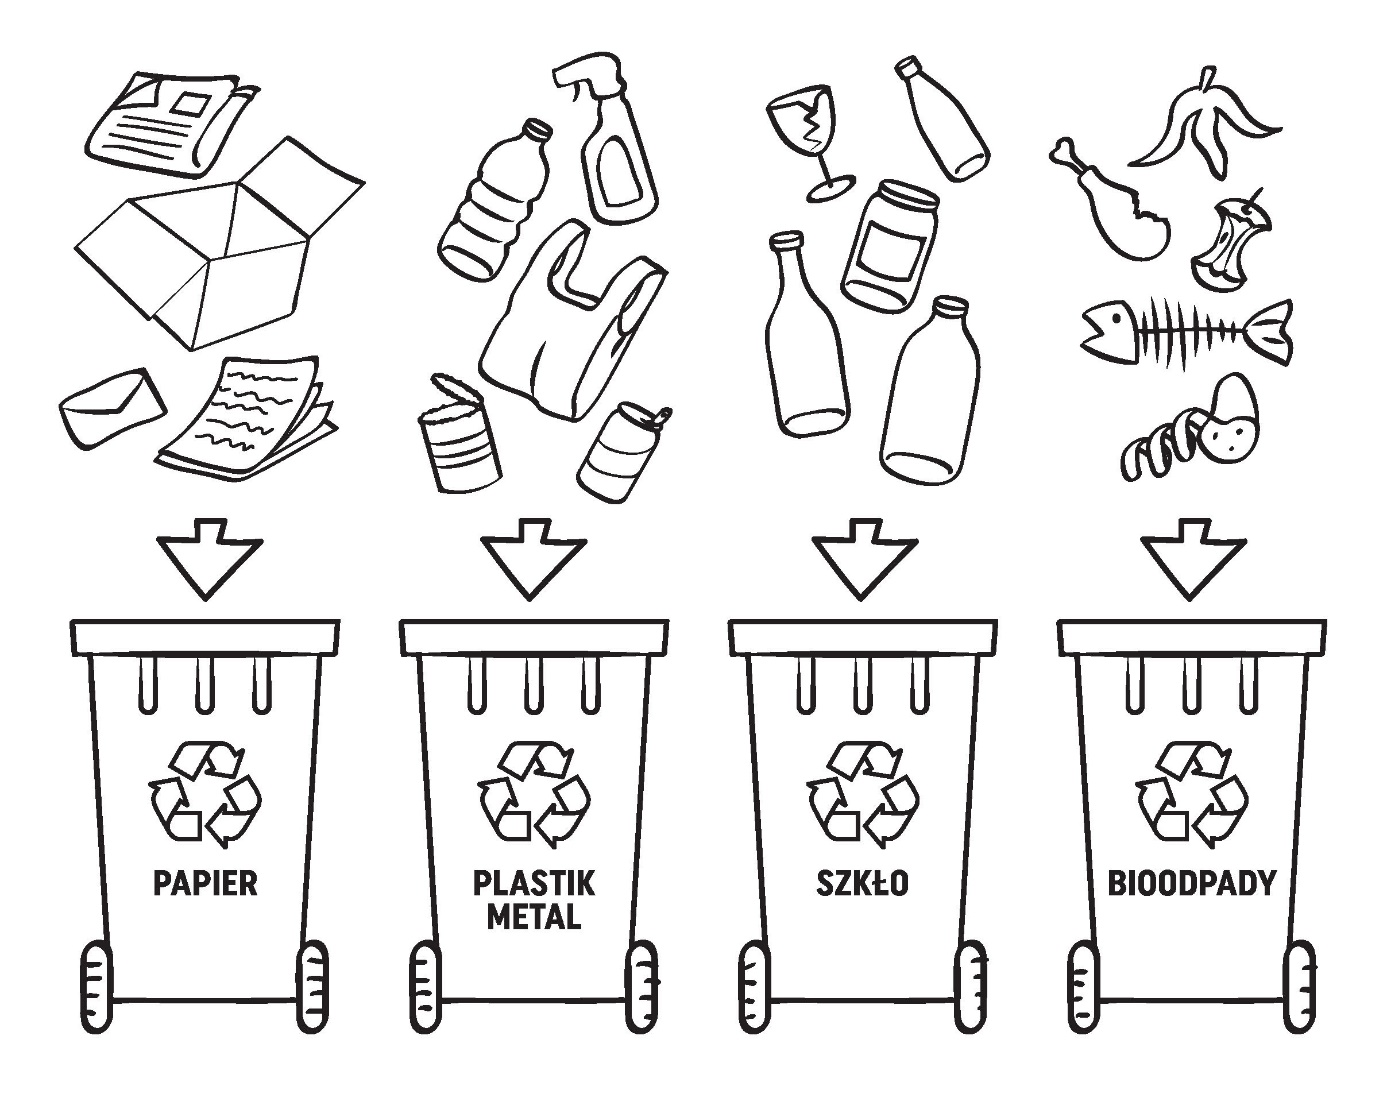 PAPIER
PLASTIK
METAL
SZKŁO
BIOODPADY